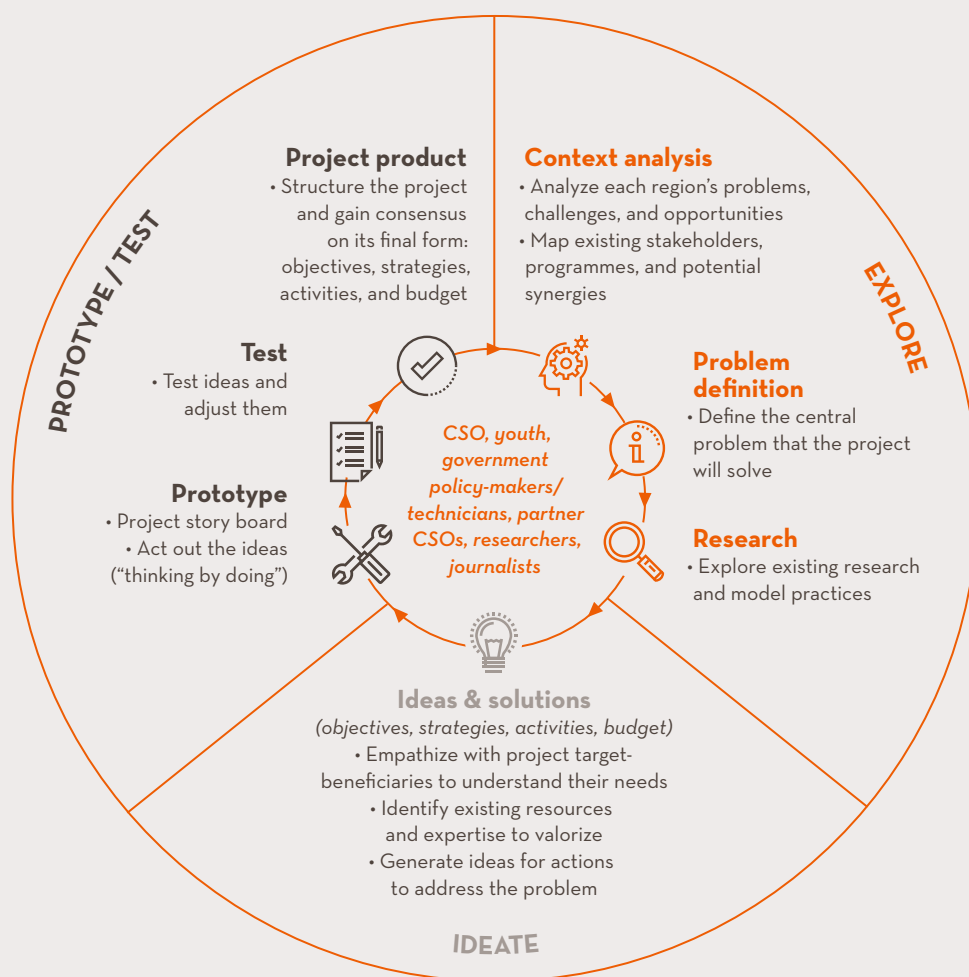 EXPLORE
Context analysis
• Analyze each region's problems,
challenges, and opportunities
• Map existing stakeholders,
programmes, and potential
synergies
Problem
definition
• Define the central
problem that the project
will solve
Research
• Explore existing research
and model practices
IDEATE
Ideas & solutions
(objectives, strategies, activities, budget)
• Empathize with project target-
beneficiaries to understand their needs
• Identify existing resources
and expertise to valorize
• Generate ideas for actions
to address the problem
PROTOTYPE / TEST
Prototype
• Project story board
• Act out the ideas
("thinking by doing")
Test
• Test ideas and
adjust them
Project product
• Structure the project
and gain consensus
on its final form:
objectives, strategies,
activities, and budget
CSO, youth,
government
policy-makers/
technicians, partner
CSOs, researchers,
journalists